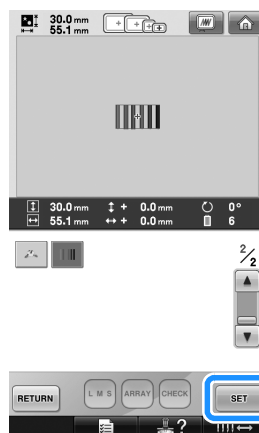 30.0 mm
55.1 mm
30.0 mm + 0.0 mm 0°
55.1 mm + 0.0 mm 6
2/2
RETURN L M S ARRAY CHECK SET
?